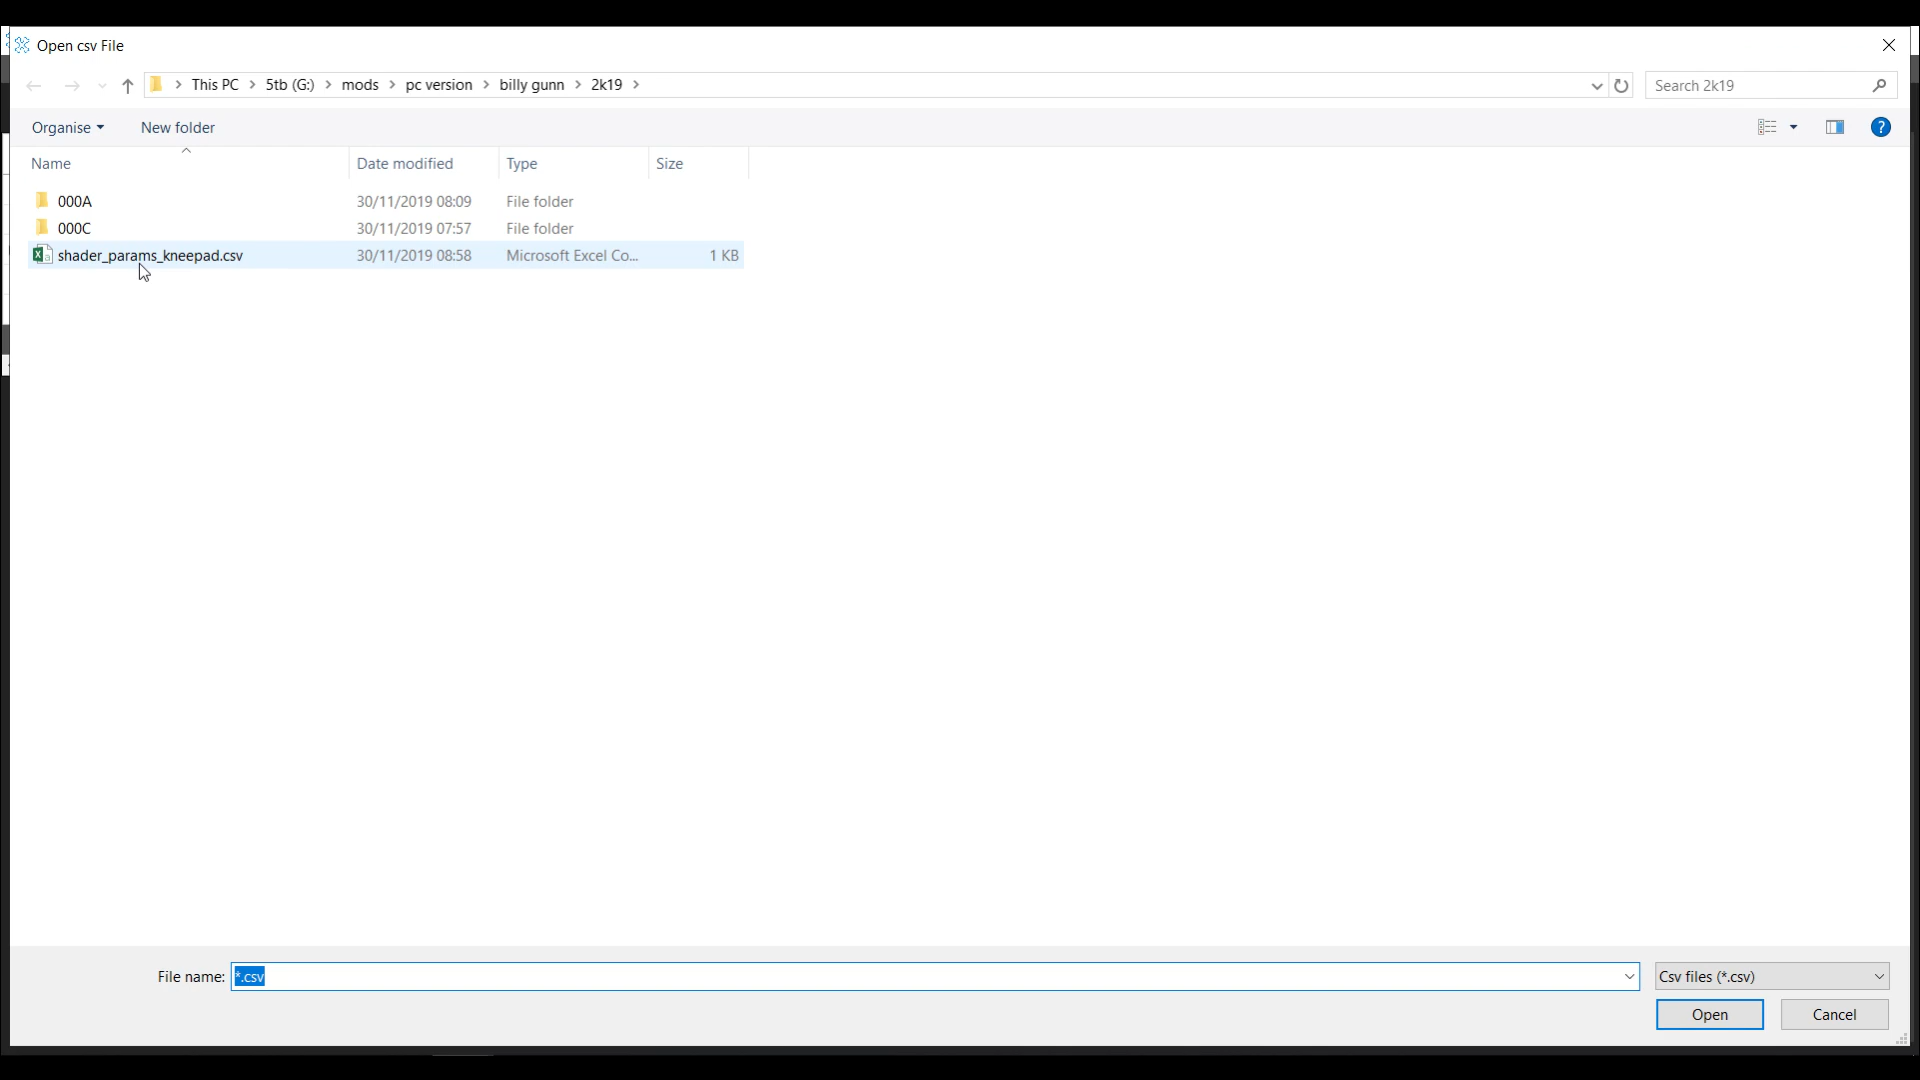 Open csv File
This PC > 5tb (G:) > mods > pc version > billy gunn > 2k19 >
Search 2k19
Organise New folder
Name Date modified Type Size
000A 30/11/2019 08:09 File folder
000C 30/11/2019 07:57 File folder
shader_params_kneepad.csv 30/11/2019 08:58 Microsoft Excel Co... 1 KB
File name: *.csv Csv files (*.csv)
Open Cancel